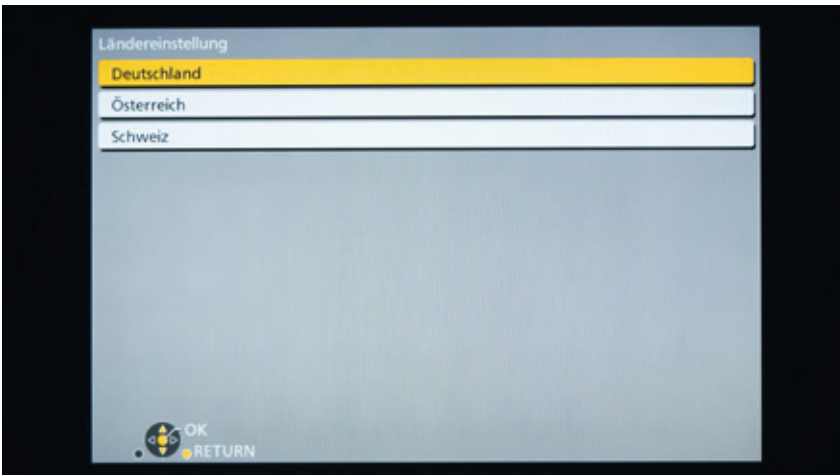 Ländereinstellung
Deutschland
Österreich
Schweiz
OK
RETURN